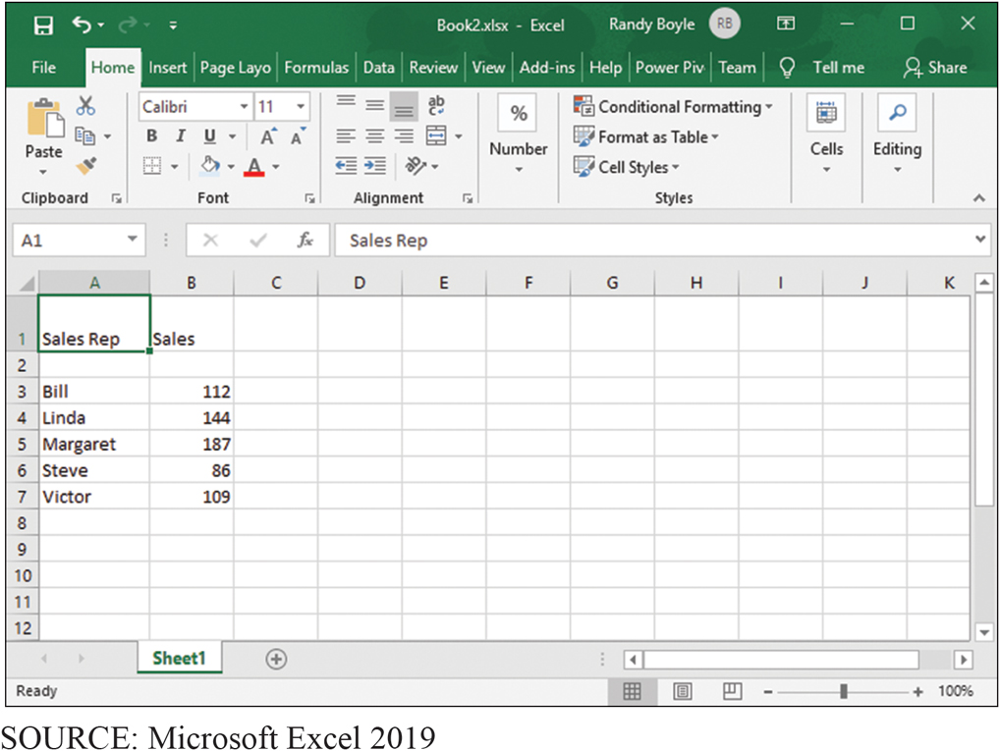 Book2.xlsx - Excel Randy Boyle RB
File Home Insert Page Layo Formulas Data Review View Add-ins Help Power Piv Team Tell me Share
Calibri 11
ab
B I U A A
% Conditional Formatting
Format as Table
Cell Styles
Paste Number Cells Editing
A
Clipboard Font Alignment Styles
A1 fx Sales Rep
A B C D E F G H I J K
1 Sales Rep Sales
2
3 Bill 112
4 Linda 144
5 Margaret 187
6 Steve 86
7 Victor 109
8
9
10
11
12
Sheet1
Ready 100%
SOURCE: Microsoft Excel 2019